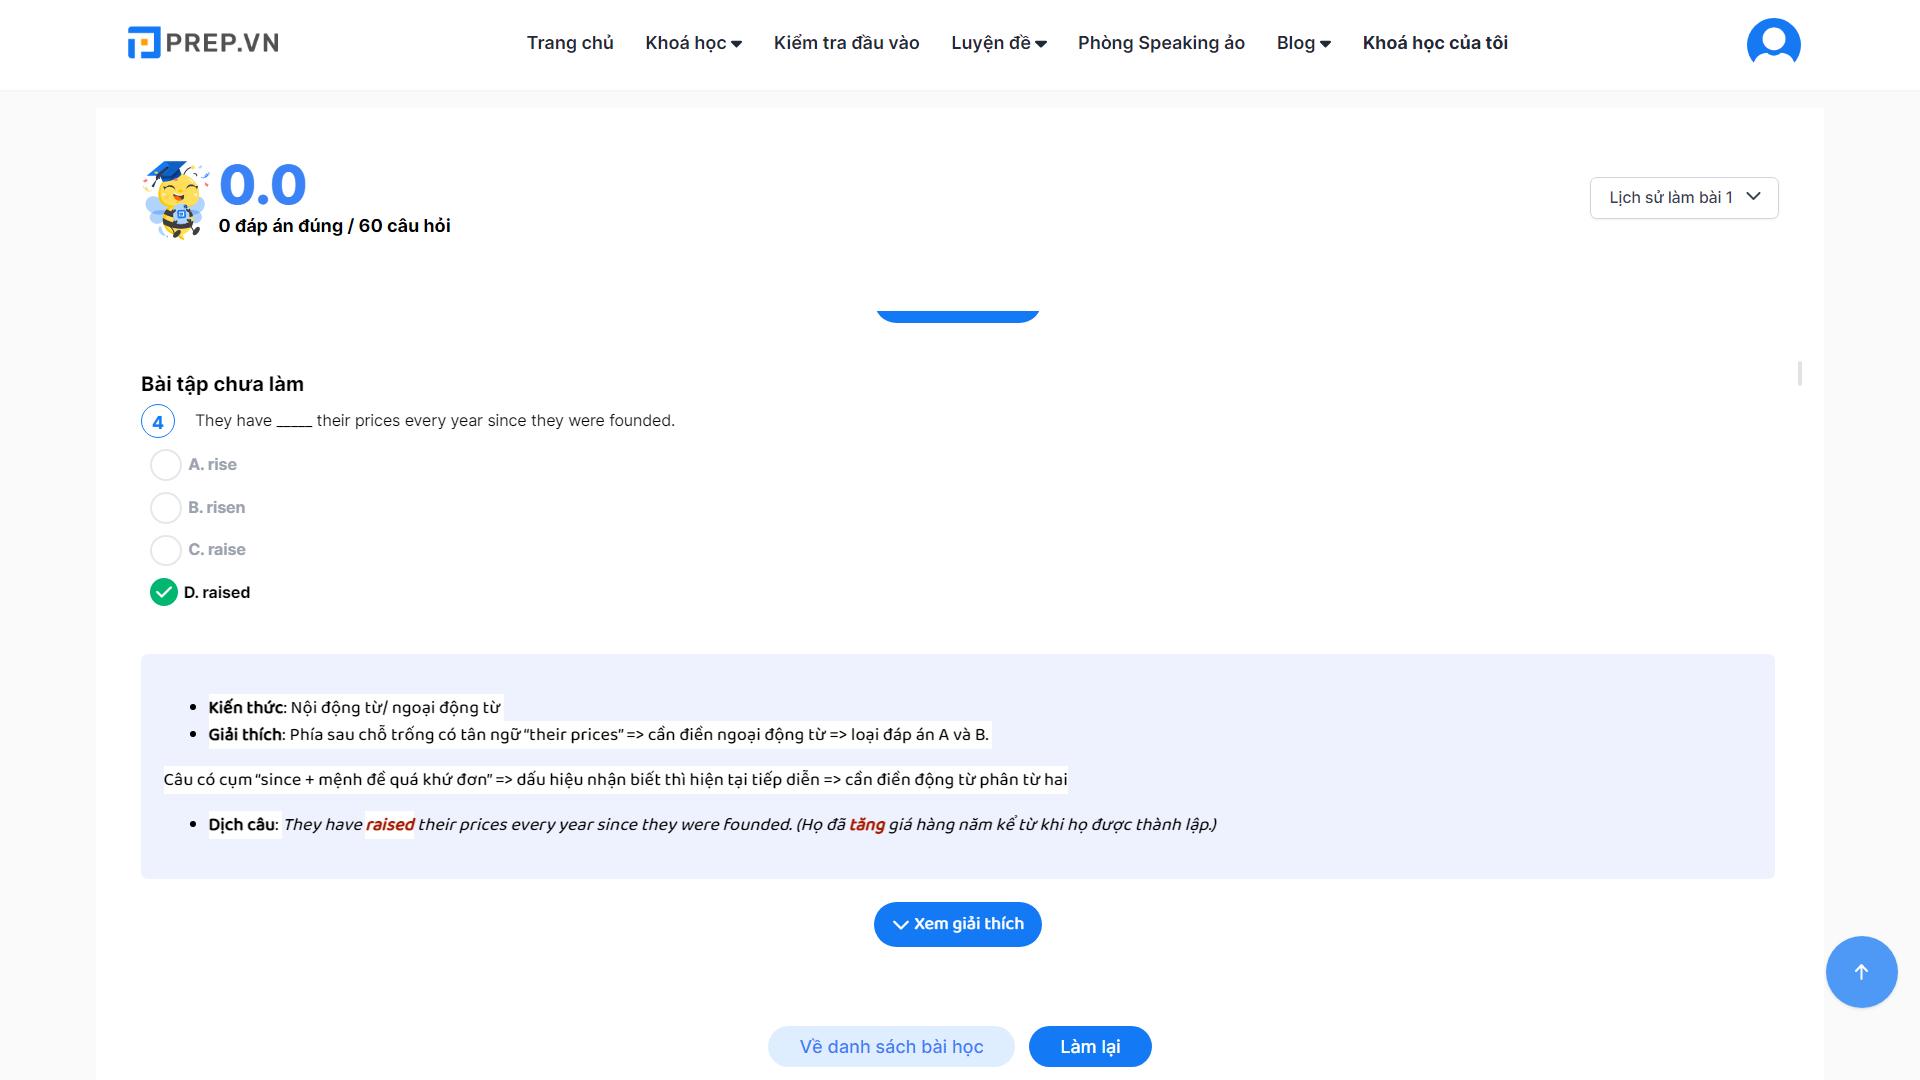 PREP.VN
Trang chủ Khoá học Kiểm tra đầu vào Luyện đề Phòng Speaking ảo Blog Khoá học của tôi
0.0
0 đáp án đúng / 60 câu hỏi
Lịch sử làm bài 1
Bài tập chưa làm
4 They have _____ their prices every year since they were founded.
A. rise
B. risen
C. raise
D. raised
Kiến thức: Nội động từ/ ngoại động từ
Giải thích: Phía sau chỗ trống có tân ngữ “their prices” => cần điền ngoại động từ => loại đáp án A và B.
Câu có cụm “since + mệnh đề quá khứ đơn” => dấu hiệu nhận biết thì hiện tại tiếp diễn => cần điền động từ phân từ hai
Dịch câu: They have raised their prices every year since they were founded. (Họ đã tăng giá hàng năm kể từ khi họ được thành lập.)
Xem giải thích
Về danh sách bài học Làm lại